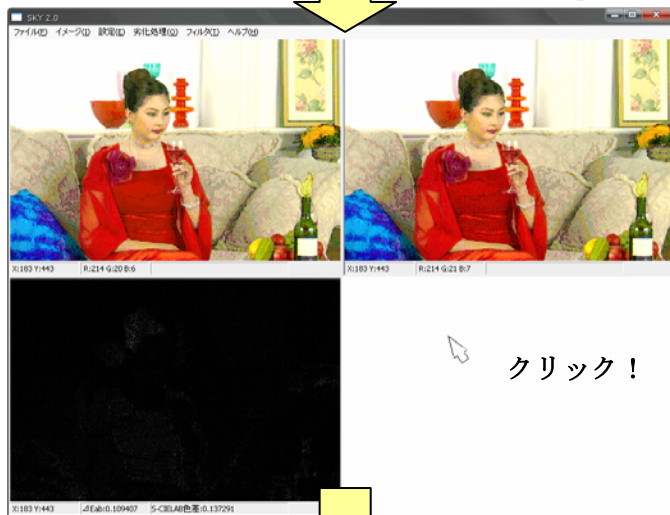 SKY 2.0
ファイル(F) イメージ(I) 設定(E) 劣化処理(Q) フィルタ(I) ヘルプ(H)
X:183 Y:443 R:214 G:20 B:6
X:183 Y:443 R:214 G:21 B:7
クリック！
X:183 Y:443 ⊿Eab:0.109407 S-CIELAB色差:0.137291